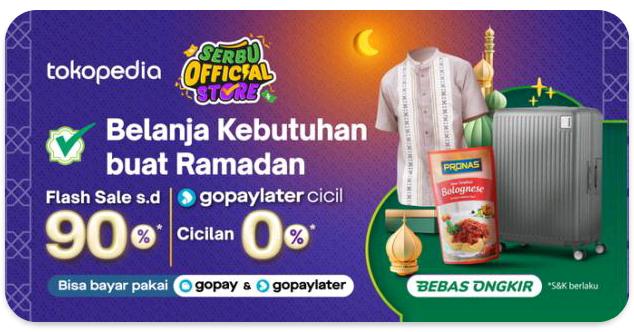 tokopedia
SERBU
OFFICIAL
STORE
Belanja Kebutuhan
buat Ramadan
Flash Sale s.d
90%*
gopaylater cicil
Cicilan 0%*
Bisa bayar pakai gopay & gopaylater
PRONAS
Bolognese
BEBAS ONGKIR
*S&K berlaku